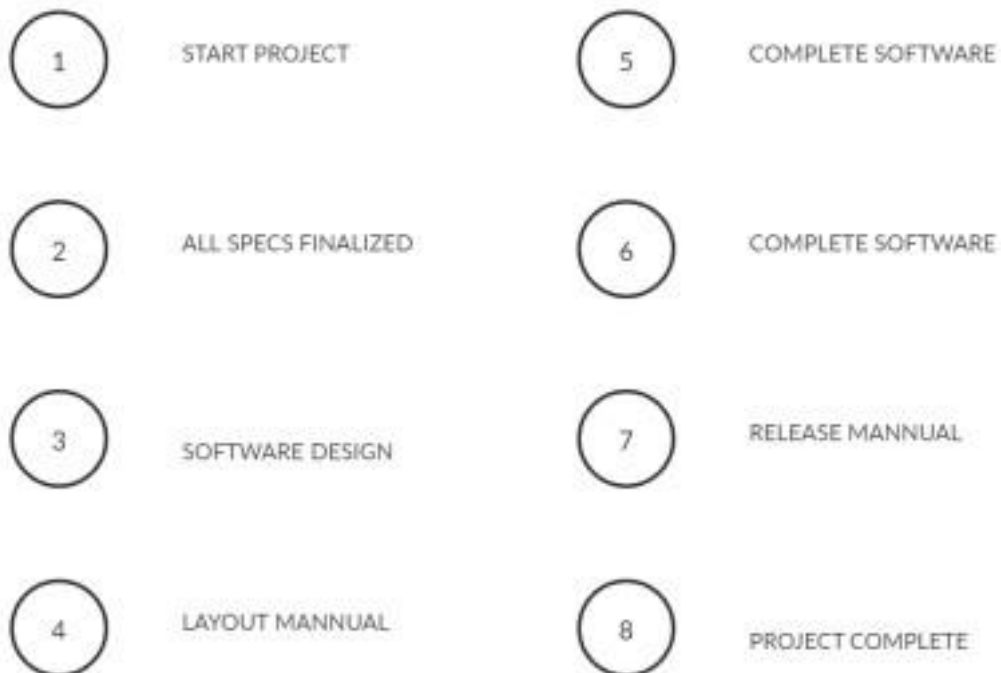 1 START PROJECT
2 ALL SPECS FINALIZED
3 SOFTWARE DESIGN
4 LAYOUT MANNUAL
5 COMPLETE SOFTWARE
6 COMPLETE SOFTWARE
7 RELEASE MANNUAL
8 PROJECT COMPLETE